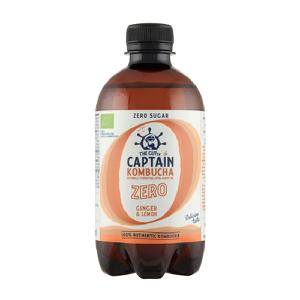 ZERO SUGAR
THE GUTsy
CAPTAIN
KOMBUCHA
ZERO
GINGER
& LEMON
100% AUTHENTIC KOMBUCHA